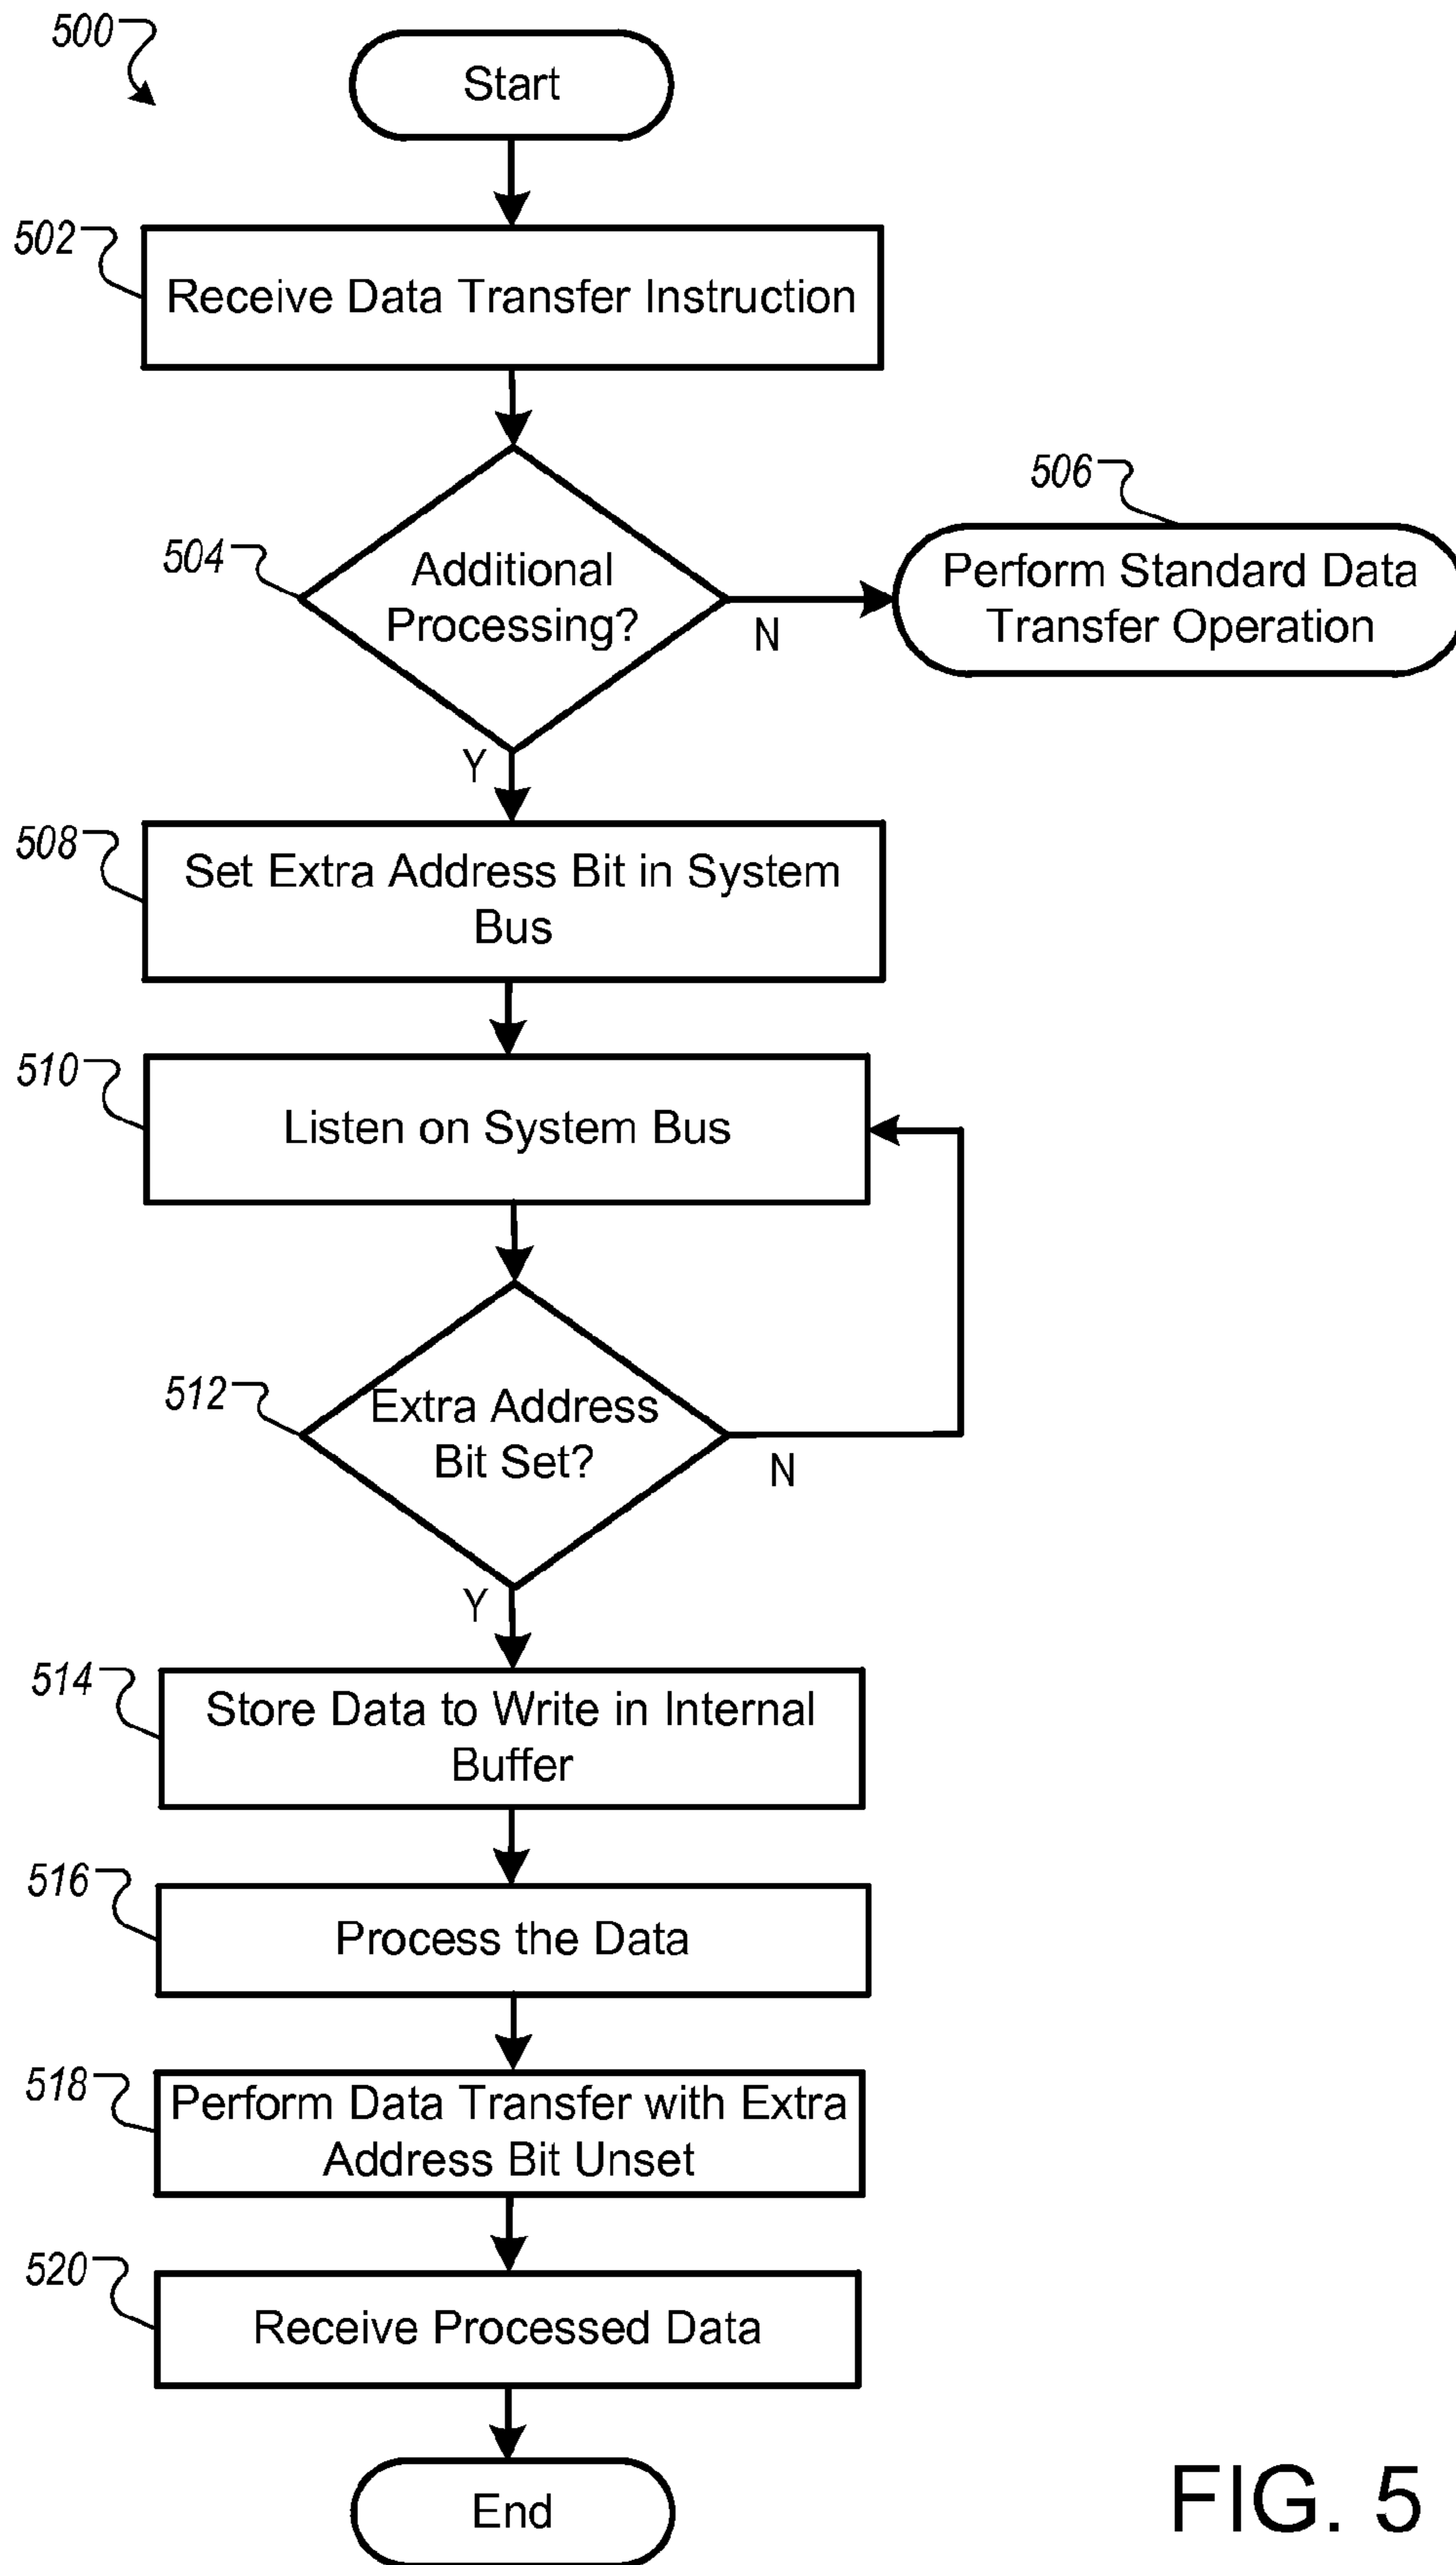 500
Start
502
Receive Data Transfer Instruction
504
Additional
Processing?
N
506
Perform Standard Data
Transfer Operation
Y
508
Set Extra Address Bit in System
Bus
510
Listen on System Bus
512
Extra Address
Bit Set?
N
Y
514
Store Data to Write in Internal
Buffer
516
Process the Data
518
Perform Data Transfer with Extra
Address Bit Unset
520
Receive Processed Data
End
FIG. 5